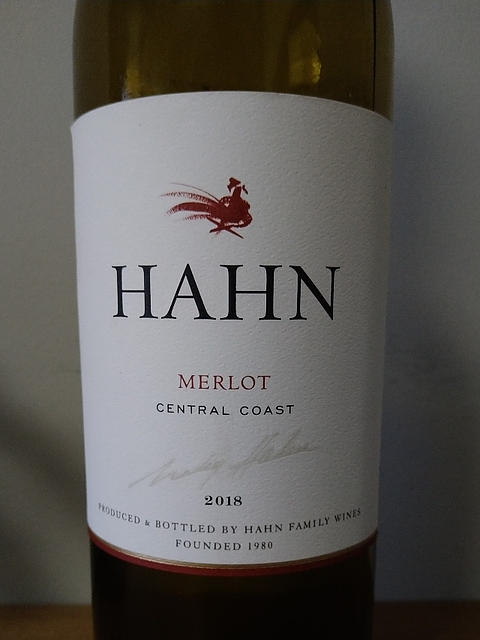 HAHN
MERLOT
CENTRAL COAST
2018
PRODUCED & BOTTLED BY HAHN FAMILY WINES
FOUNDED 1980